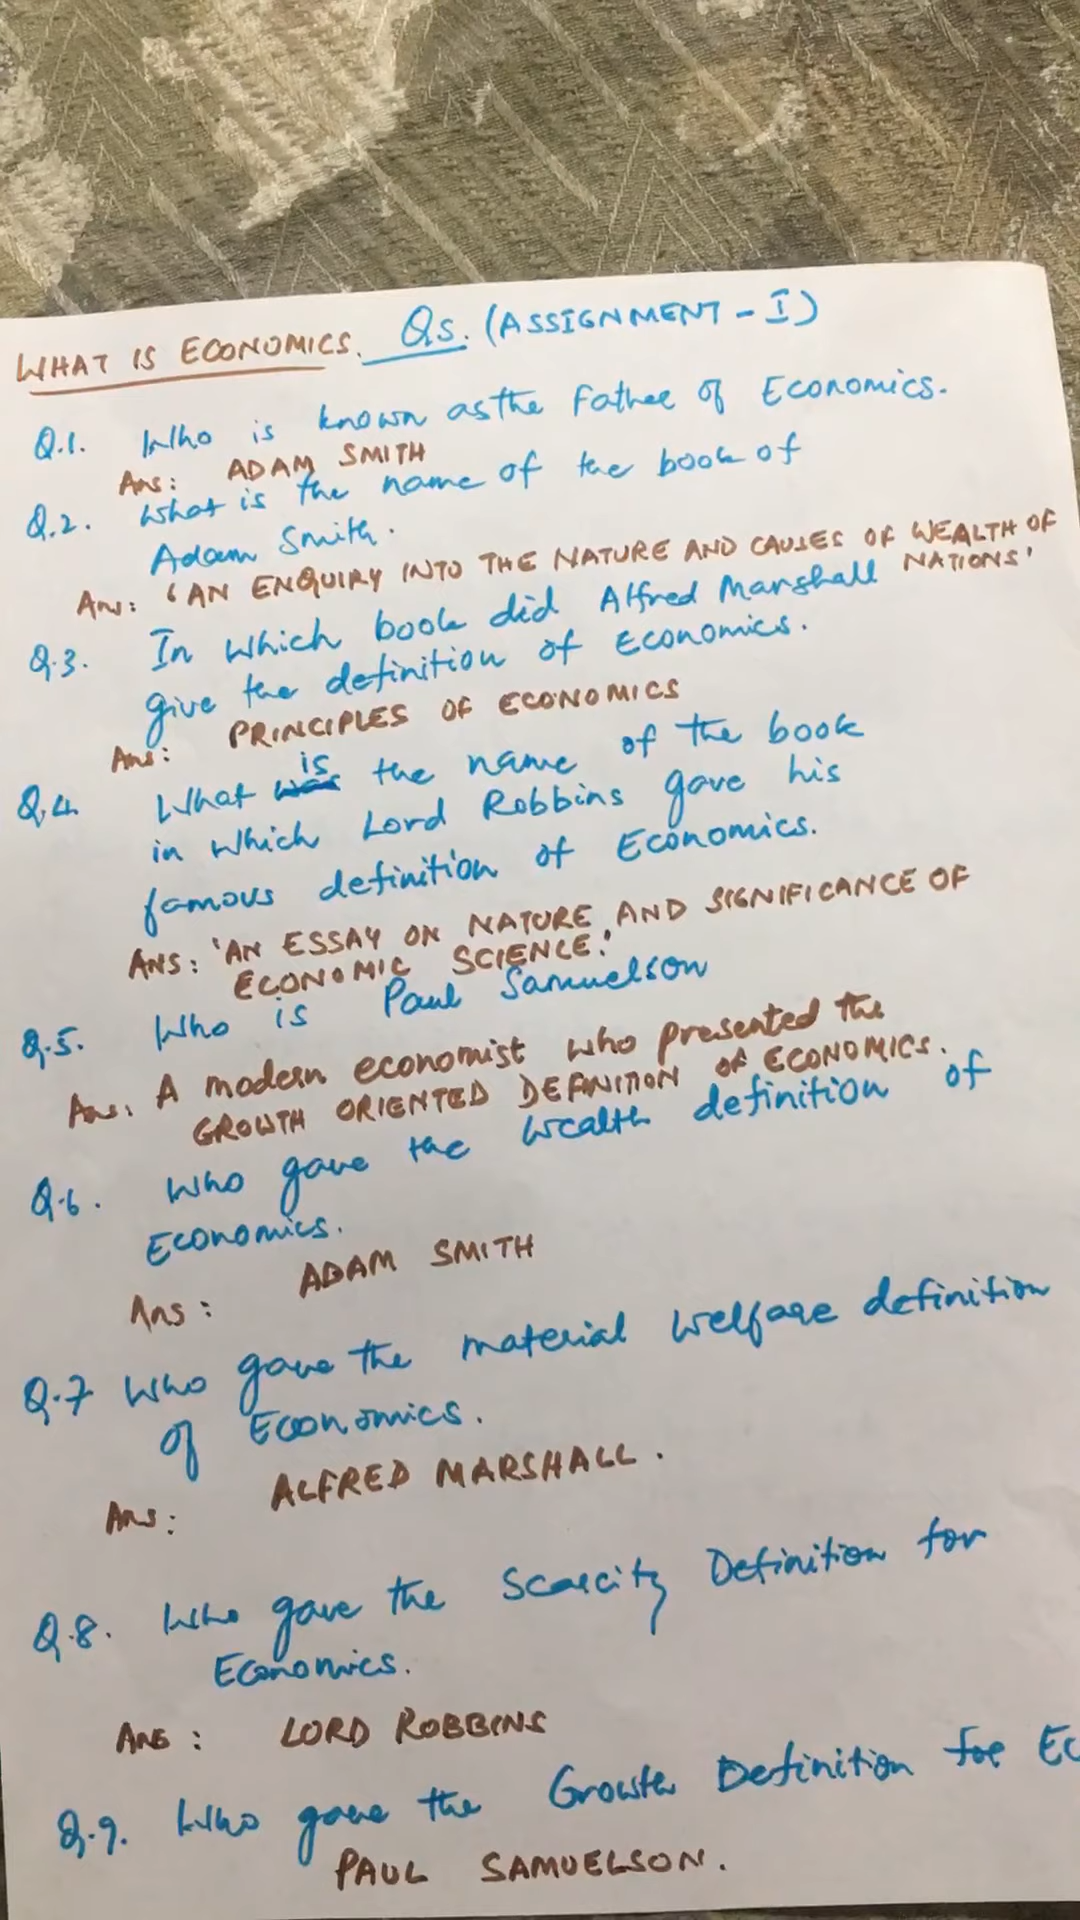 WHAT IS ECONOMICS. Qs. (ASSIGNMENT - I)
Q.1. Who is known as the Father of Economics.
Ans: ADAM SMITH
Q.2. What is the name of the book of
Adam Smith.
Ans: 'AN ENQUIRY INTO THE NATURE AND CAUSES OF WEALTH OF
NATIONS'
Q.3. In which book did Alfred Marshall
give the definition of Economics.
Ans: PRINCIPLES OF ECONOMICS
Q.4. What was is the name of the book
in which Lord Robbins gave his
famous definition of Economics.
ANS: 'AN ESSAY ON NATURE AND SIGNIFICANCE OF
ECONOMIC SCIENCE.'
Q.5. Who is Paul Samuelson
Ans: A modern economist who presented the
GROWTH ORIENTED DEFINITION OF ECONOMICS.
Q.6. Who gave the wealth definition of
Economics.
Ans: ADAM SMITH
Q.7 Who gave the material welfare definition
of Economics.
Ans: ALFRED MARSHALL.
Q.8. Who gave the Scarcity Definition for
Economics.
Ans: LORD ROBBINS
Q.9. Who gave the Growth Definition for Ec
PAUL SAMUELSON.